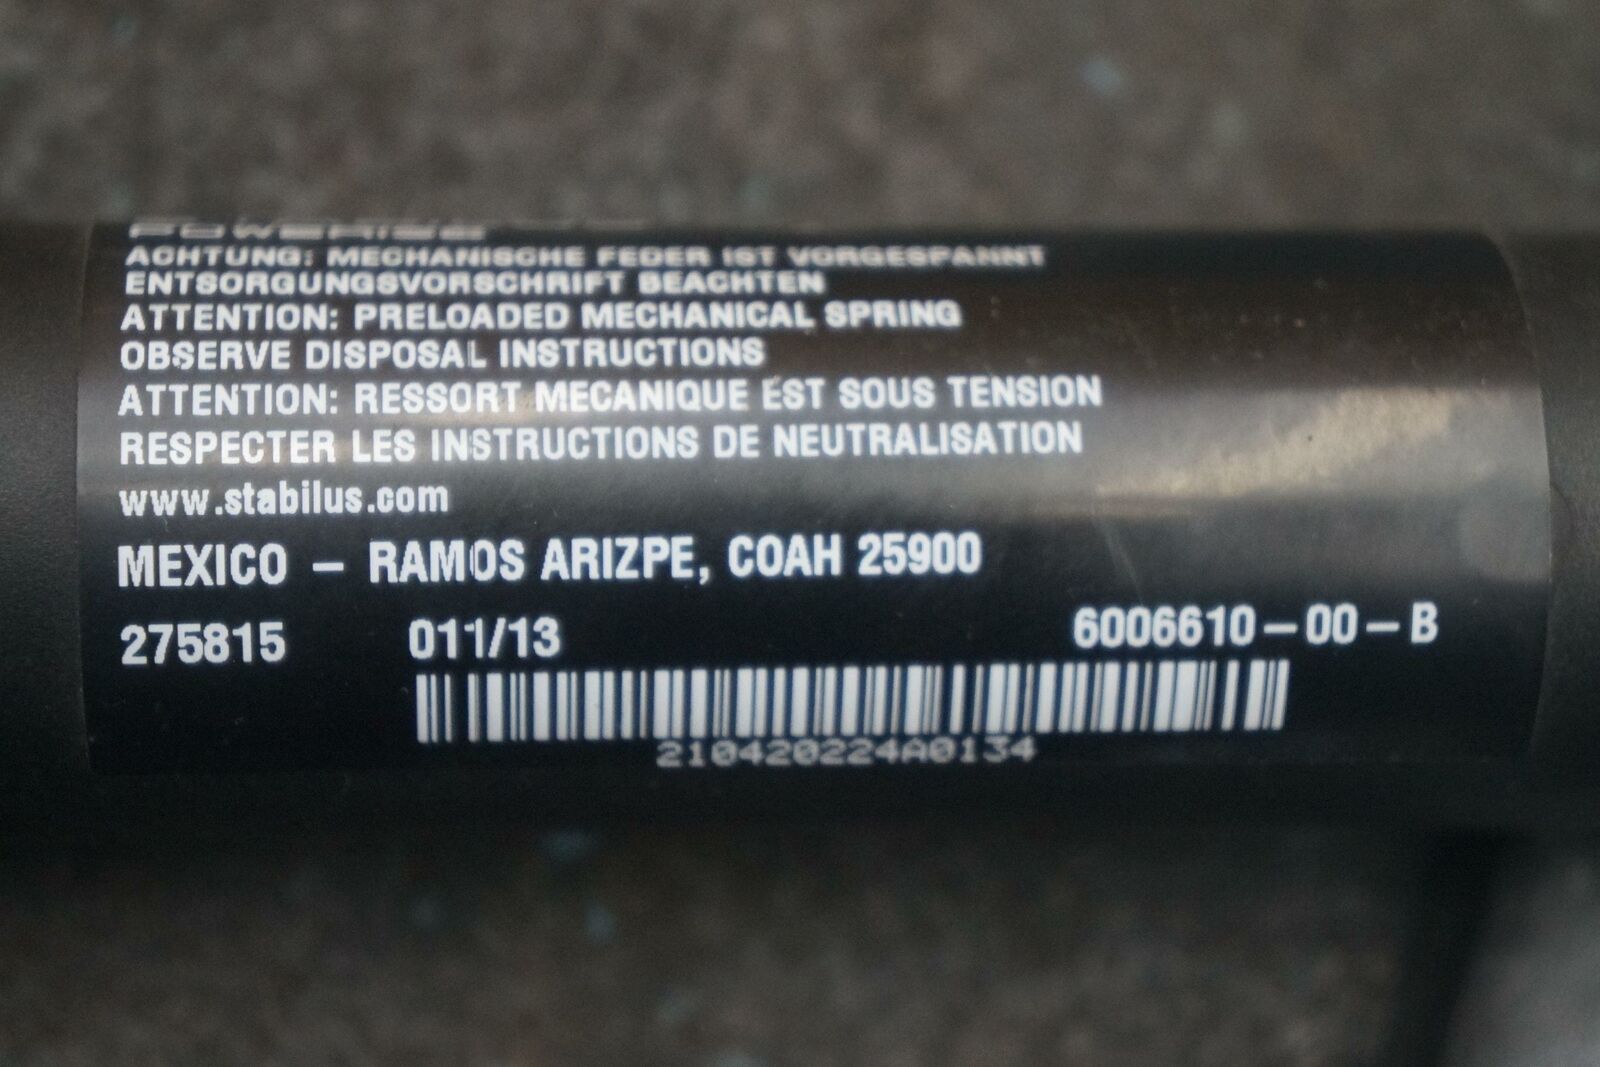 POWERISE
ACHTUNG: MECHANISCHE FEDER IST VORGESPANNT
ENTSORGUNGSVORSCHRIFT BEACHTEN
ATTENTION: PRELOADED MECHANICAL SPRING
OBSERVE DISPOSAL INSTRUCTIONS
ATTENTION: RESSORT MECANIQUE EST SOUS TENSION
RESPECTER LES INSTRUCTIONS DE NEUTRALISATION
www.stabilus.com
MEXICO – RAMOS ARIZPE, COAH 25900
275815 011/13 6006610–00–B
210420224A0134